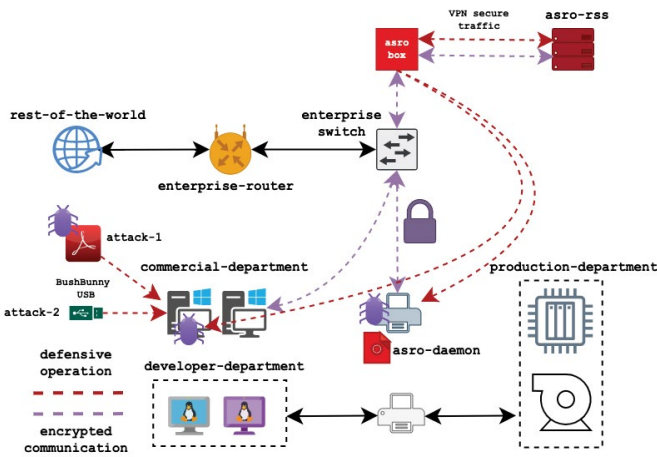 VPN secure
traffic
asro-rss
asro
box
rest-of-the-world
enterprise
switch
enterprise-router
attack-1
BushBunny
USB
attack-2
commercial-department
production-department
asro-daemon
defensive
operation
developer-department
encrypted
communication